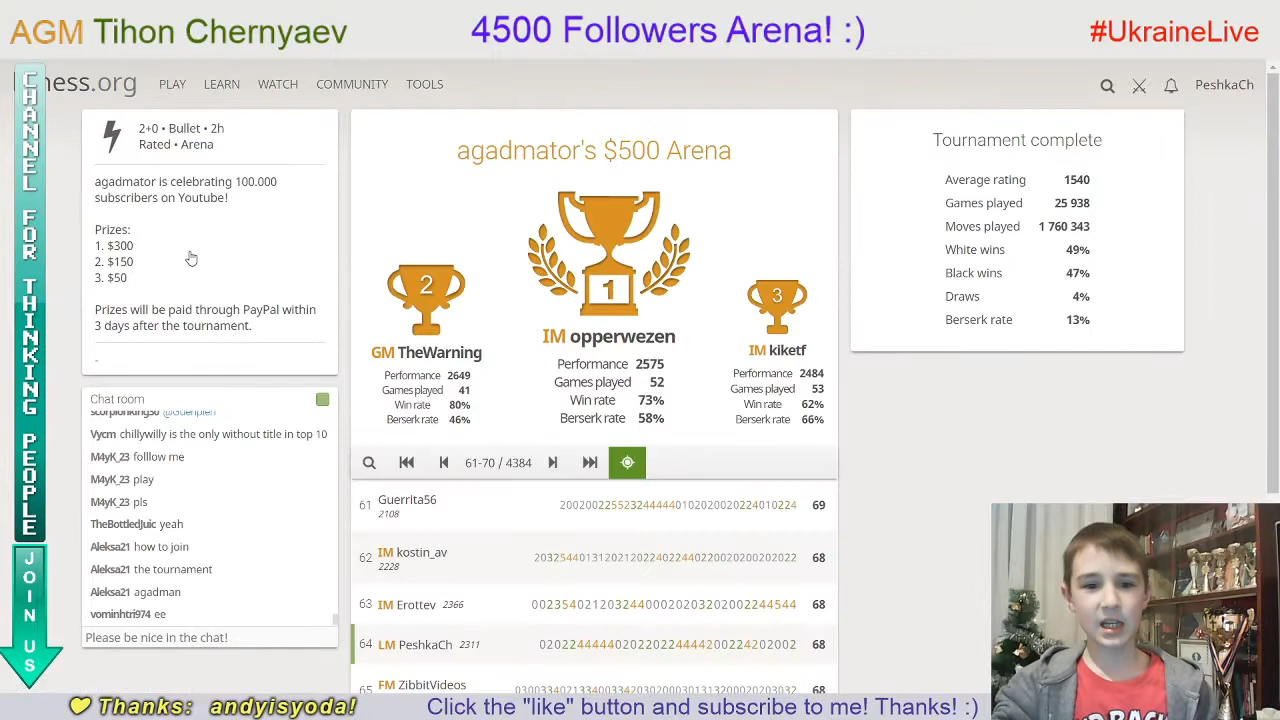 AGM Tihon Chernyaev
4500 Followers Arena! :)
#UkraineLive
CHANNEL FOR THINKING PEOPLE
JOIN US
hess.org
PLAY LEARN WATCH COMMUNITY TOOLS
PeshkaCh
2+0 • Bullet • 2h
Rated • Arena
agadmator is celebrating 100.000
subscribers on Youtube!
Prizes:
1. $300
2. $150
3. $50
Prizes will be paid through PayPal within
3 days after the tournament.
-
Chat room
scorpionking30 @Guenplen
Vycm chillywilly is the only without title in top 10
M4yK_23 folllow me
M4yK_23 play
M4yK_23 pls
TheBottledJuic yeah
Aleksa21 how to join
Aleksa21 the tournament
Aleksa21 agadman
vominhtri974 ee
Please be nice in the chat!
agadmator's $500 Arena
2
GM TheWarning
Performance 2649
Games played 41
Win rate 80%
Berserk rate 46%
1
IM opperwezen
Performance 2575
Games played 52
Win rate 73%
Berserk rate 58%
3
IM kiketf
Performance 2484
Games played 53
Win rate 62%
Berserk rate 66%
61-70 / 4384
61 Guerrita56 2108 200200225523244444010202002020224010224 69
62 IM kostin_av 2228 20325440131202120224022440220020200202022 68
63 IM Erottev 2366 0023540212032440002020320200224 4544 68
64 LM PeshkaCh 2311 0202244444020220224444200224202002 68
65 FM ZibbitVideos 68
Tournament complete
Average rating 1540
Games played 25 938
Moves played 1 760 343
White wins 49%
Black wins 47%
Draws 4%
Berserk rate 13%
Thanks: andyisyoda!
Click the "like" button and subscribe to me! Thanks! :)